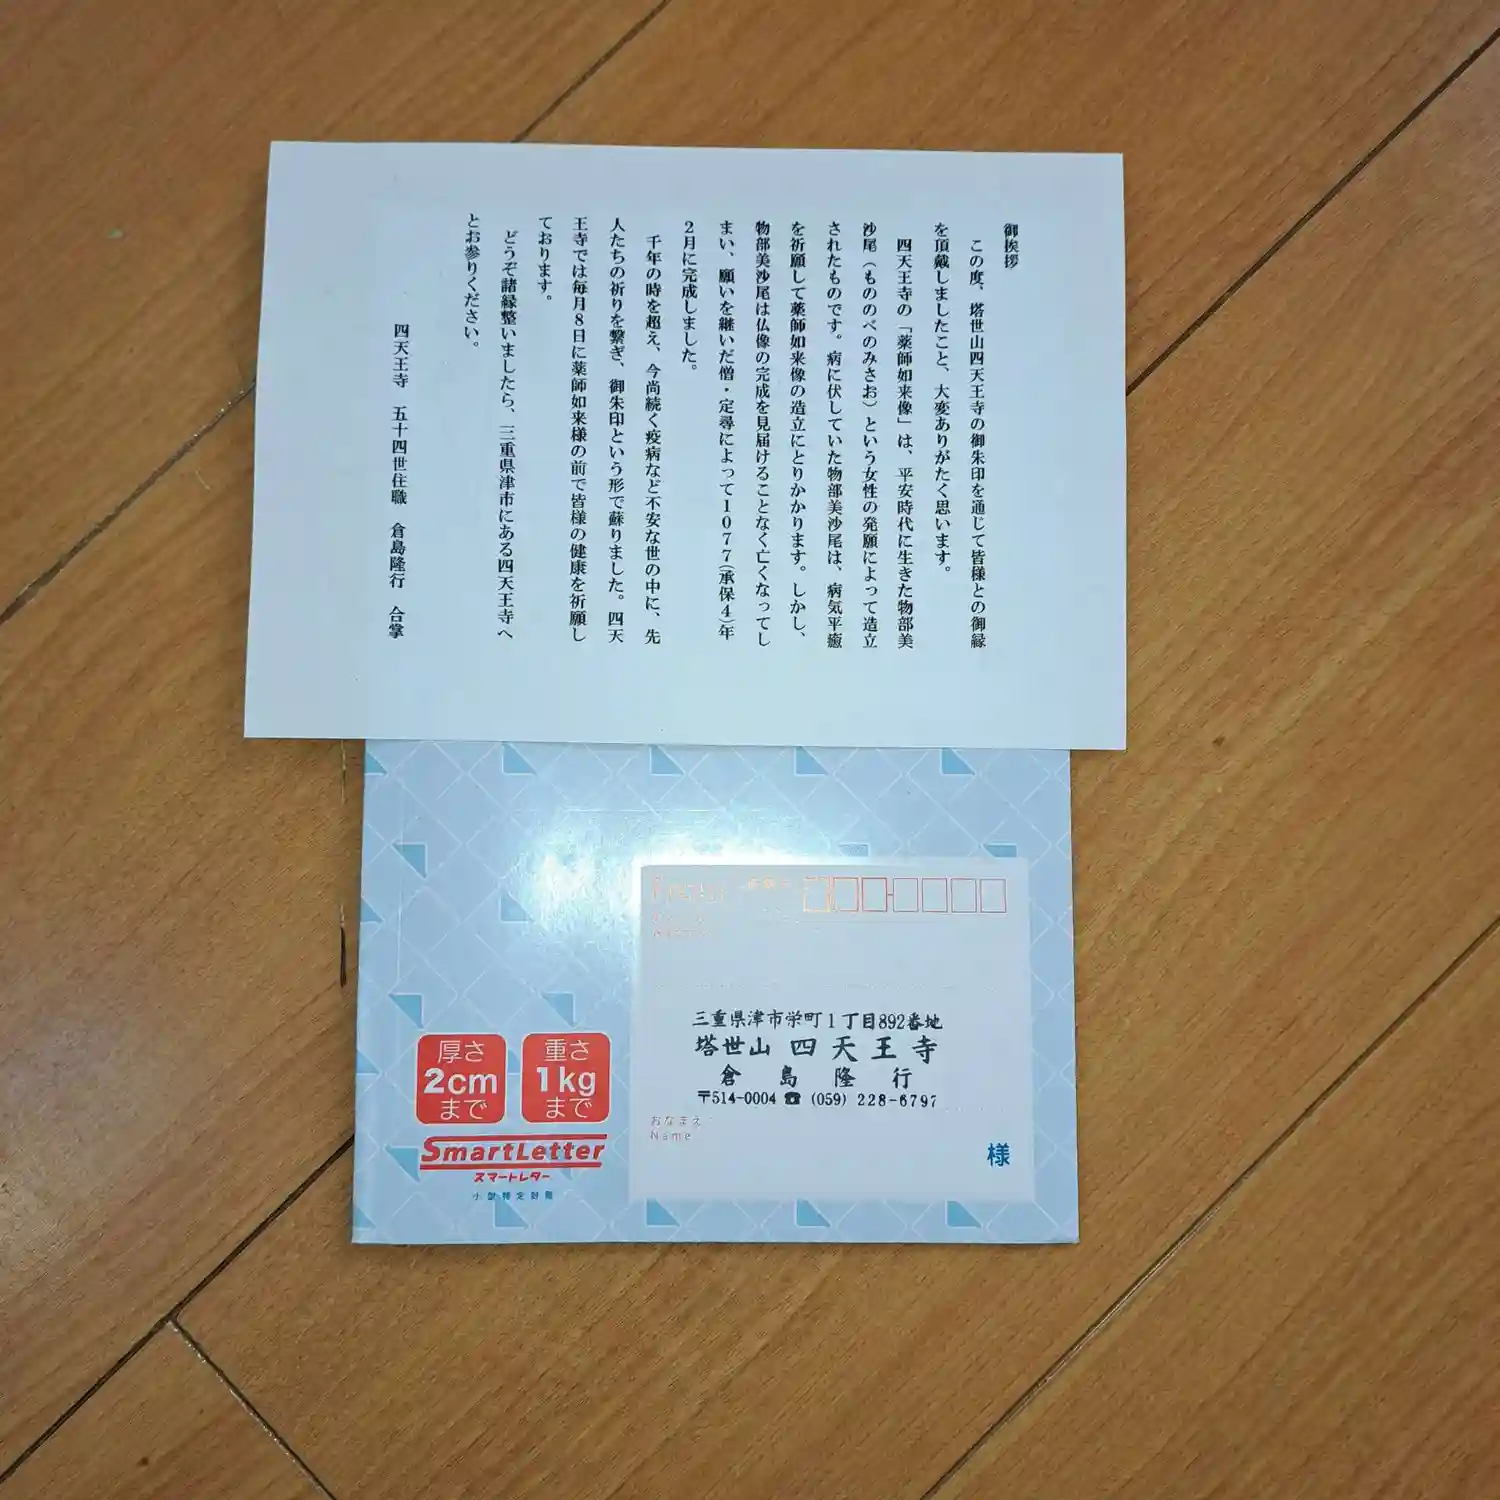 御挨拶
この度、塔世山四天王寺の御朱印を通じて皆様との御縁
を頂戴しましたこと、大変ありがたく思います。
四天王寺の「薬師如来像」は、平安時代に生きた物部美
沙尾（もののべのみさお）という女性の発願によって造立
されたものです。病に伏していた物部美沙尾は、病気平癒
を祈願して薬師如来像の造立にとりかかります。しかし、
物部美沙尾は仏像の完成を見届けることなく亡くなってし
まい、願いを継いだ僧・定尋によって1077(承保4)年
2月に完成しました。
千年の時を超え、今尚続く疫病など不安な世の中に、先
人たちの祈りを繋ぎ、御朱印という形で蘇りました。四天
王寺では毎月8日に薬師如来様の前で皆様の健康を祈願し
ております。
どうぞ諸縁整いましたら、三重県津市にある四天王寺へ
とお参りください。
四天王寺 五十四世住職 倉島隆行 合掌
三重県津市栄町1丁目892番地
塔世山 四天王寺
倉島隆行
〒514-0004 ☎ (059) 228-6797
おなまえ
Name
様
厚さ
2cm
まで
重さ
1kg
まで
SmartLetter
スマートレター
小型特定封筒